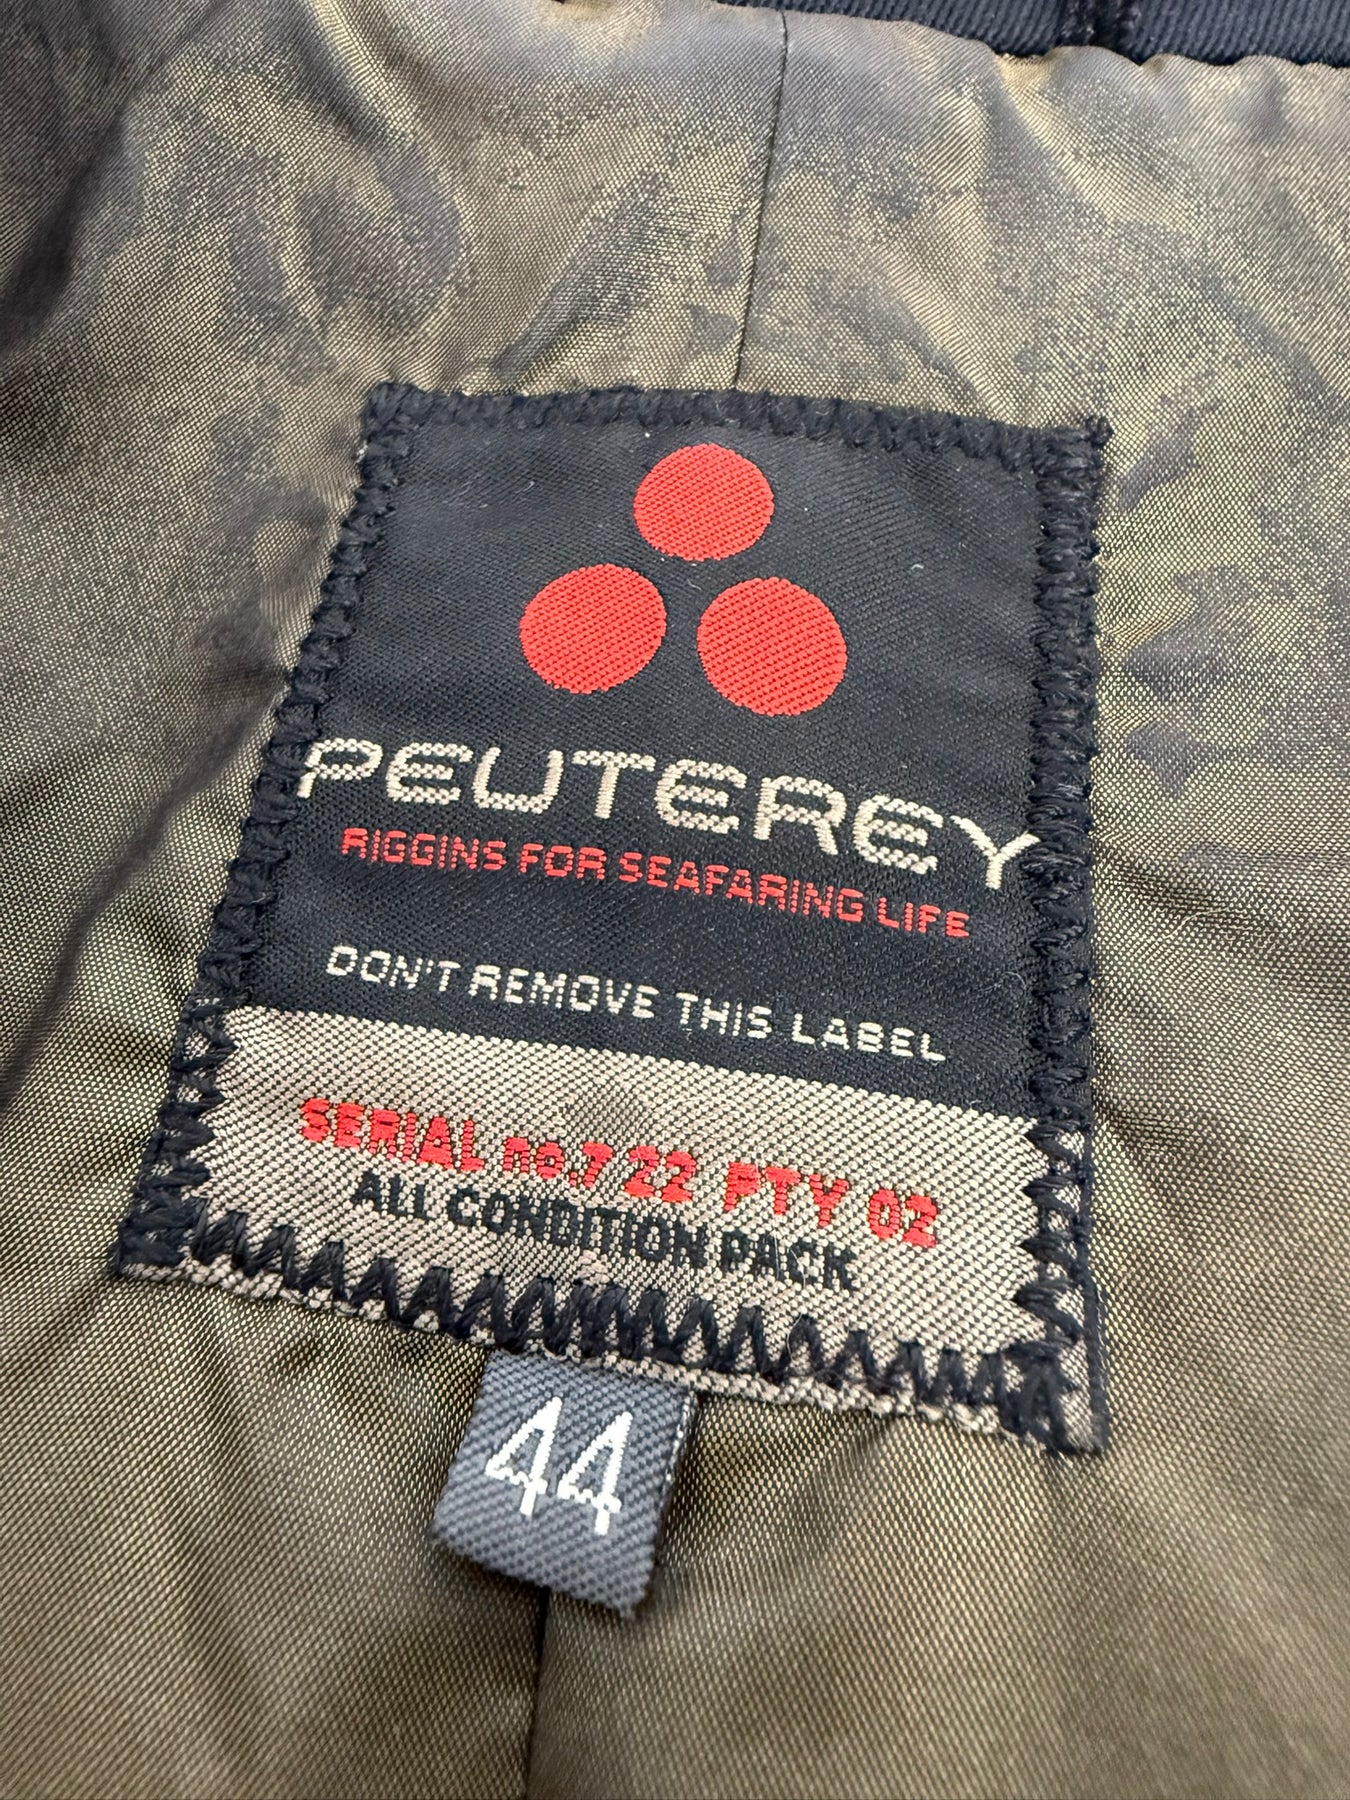 PEUTEREY
RIGGINS FOR SEAFARING LIFE
DON'T REMOVE THIS LABEL
SERIAL no.7 22 PTY 02
ALL CONDITION PACK
44